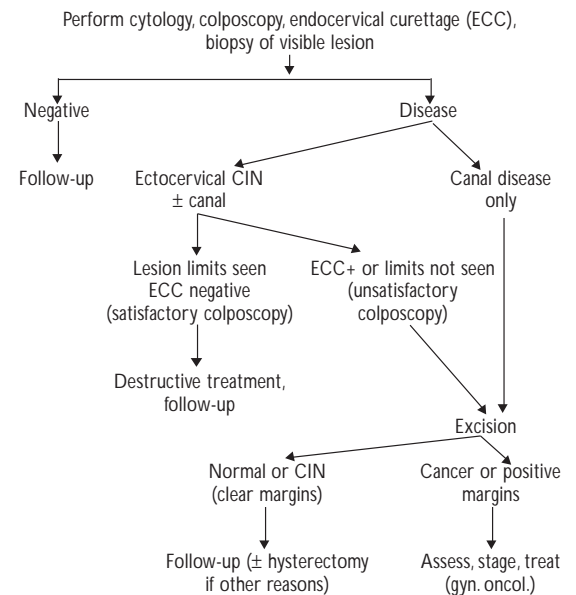 Perform cytology, colposcopy, endocervical curettage (ECC),
biopsy of visible lesion
Negative
Disease
Follow-up
Ectocervical CIN
± canal
Canal disease
only
Lesion limits seen
ECC negative
(satisfactory colposcopy)
ECC+ or limits not seen
(unsatisfactory
colposcopy)
Destructive treatment,
follow-up
Excision
Normal or CIN
(clear margins)
Cancer or positive
margins
Follow-up (± hysterectomy
if other reasons)
Assess, stage, treat
(gyn. oncol.)